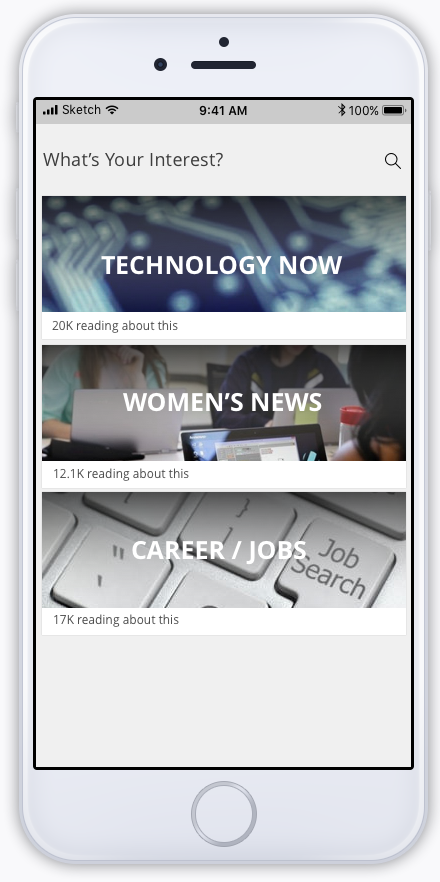 Sketch 9:41 AM 100%
What’s Your Interest?
TECHNOLOGY NOW
20K reading about this
WOMEN’S NEWS
12.1K reading about this
CAREER / JOBS
Job
Search
17K reading about this